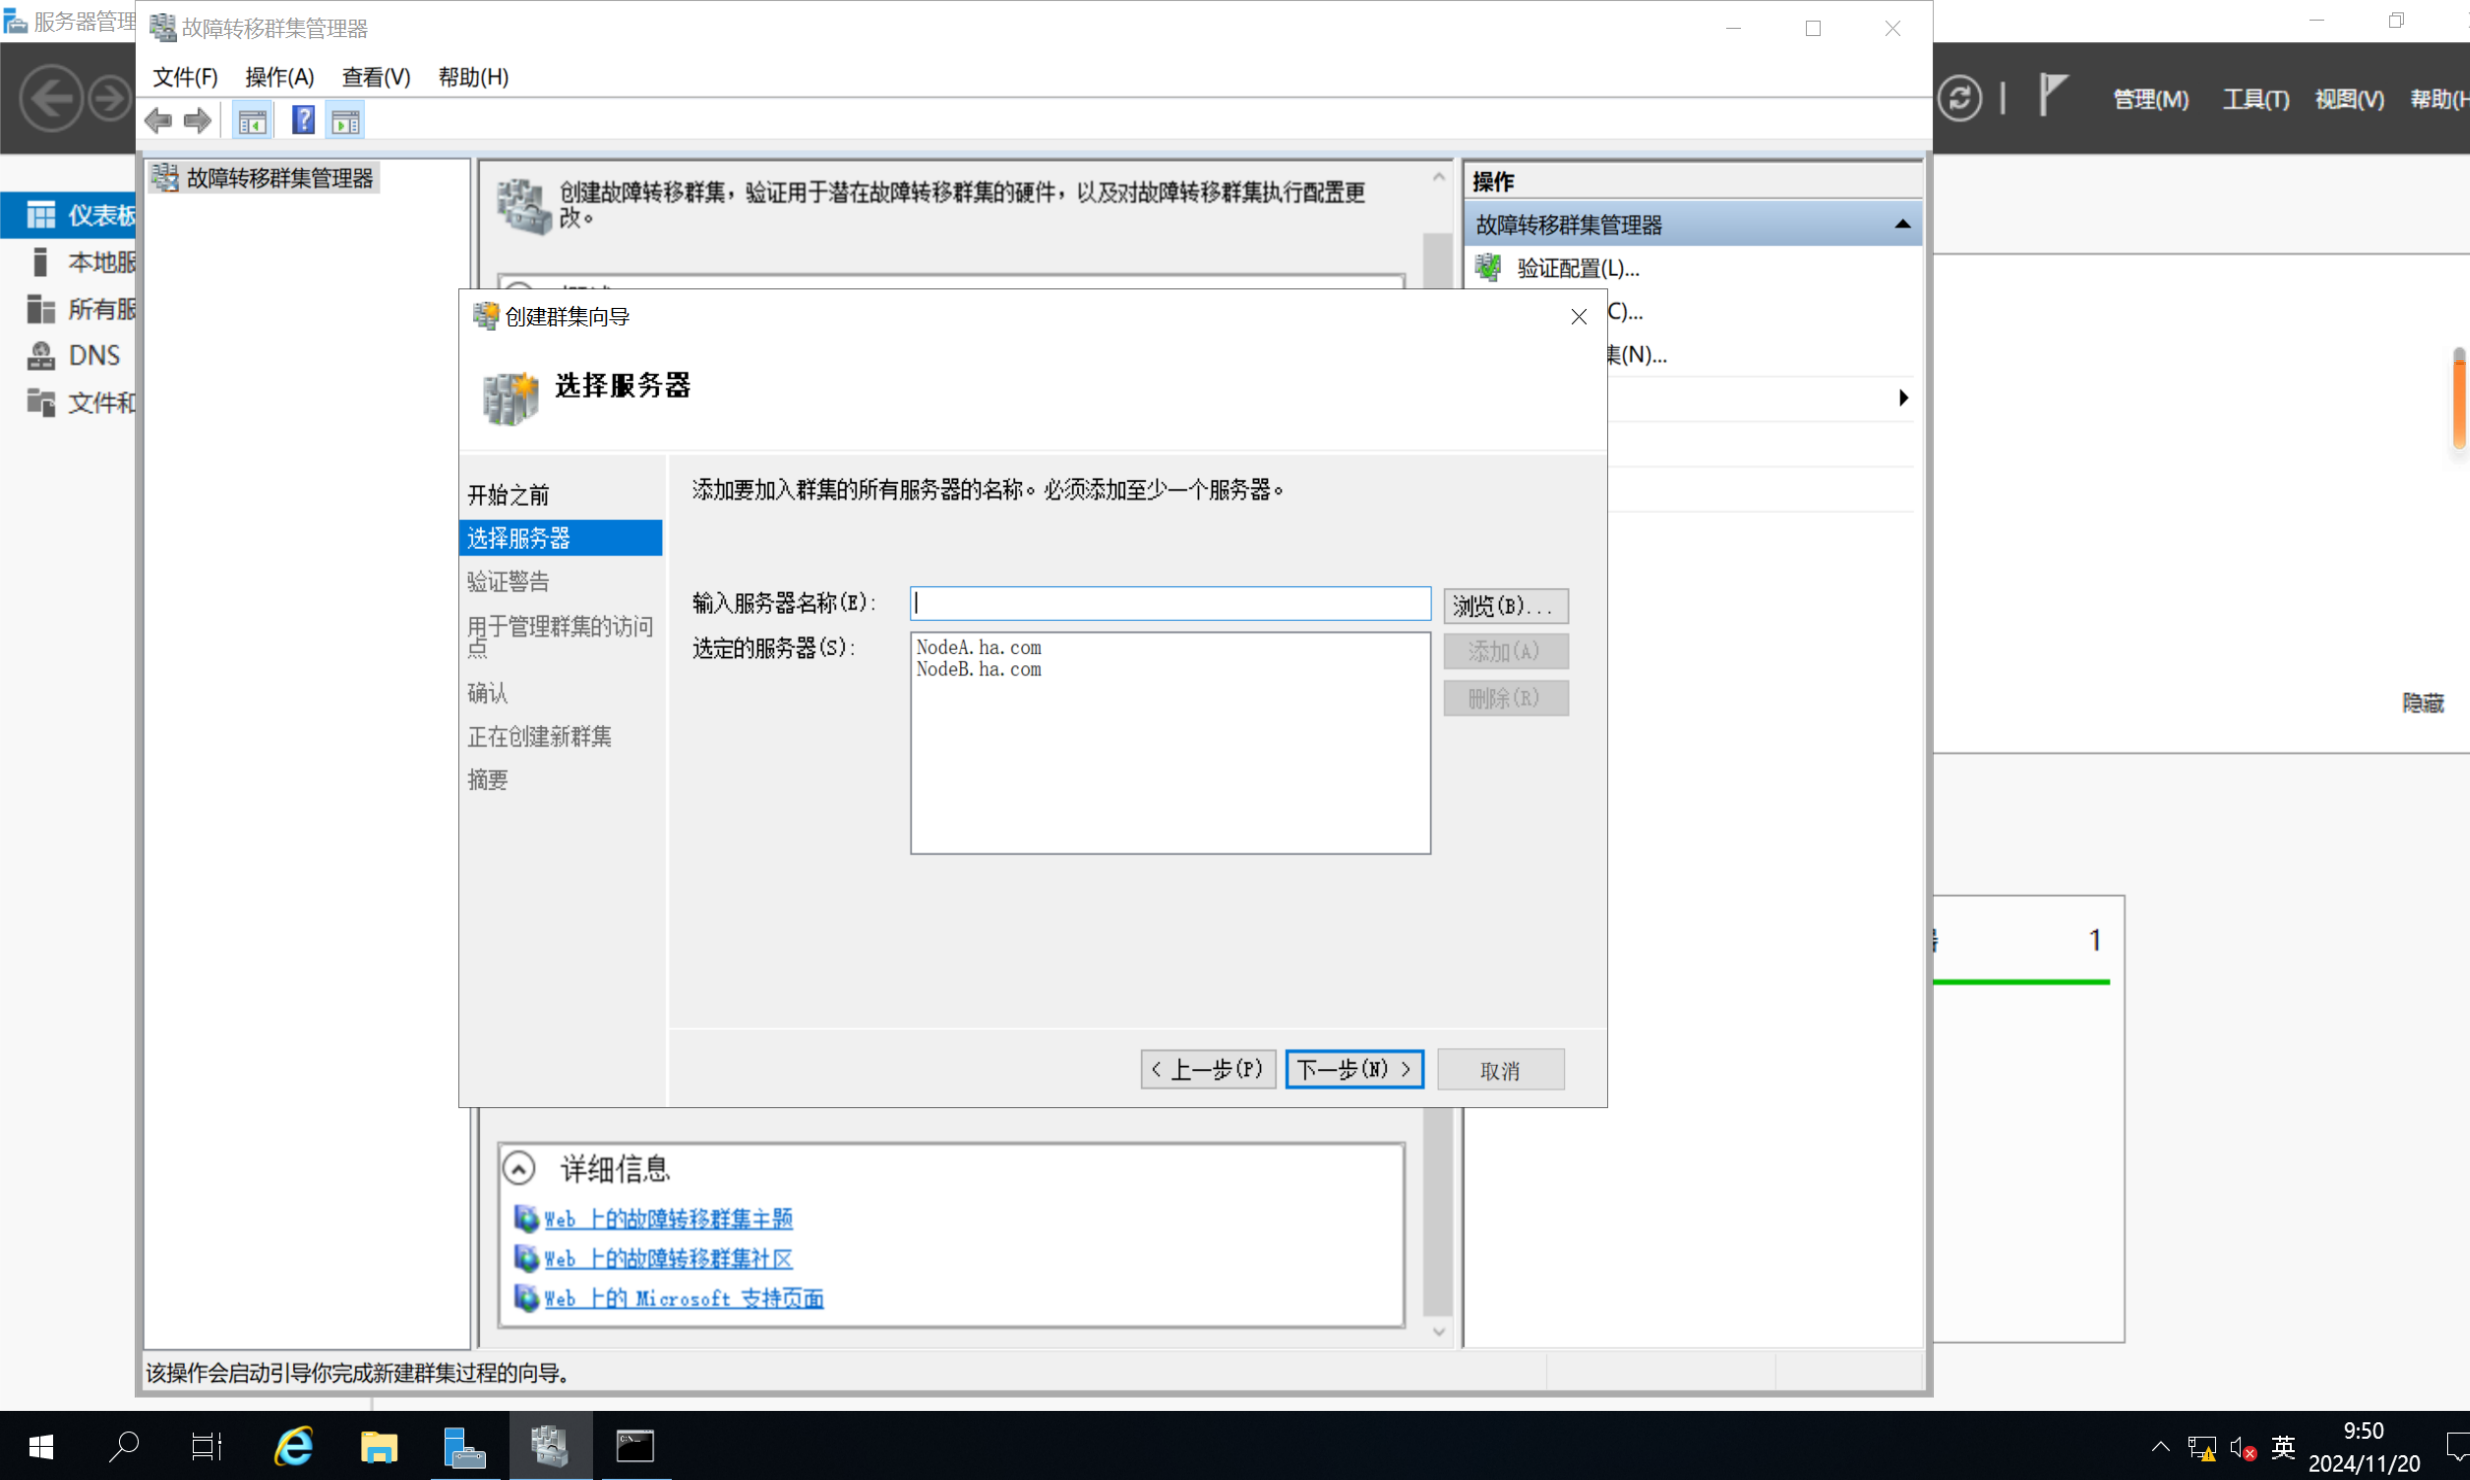 服务器管理
故障转移群集管理器
文件(F) 操作(A) 查看(V) 帮助(H)
管理(M) 工具(T) 视图(V) 帮助(H
仪表板
本地服
所有服
DNS
文件和
故障转移群集管理器
创建故障转移群集，验证用于潜在故障转移群集的硬件，以及对故障转移群集执行配置更
改。
操作
故障转移群集管理器
验证配置(L)...
C)...
集(N)...
创建群集向导
选择服务器
开始之前
选择服务器
验证警告
用于管理群集的访问
点
确认
正在创建新群集
摘要
添加要加入群集的所有服务器的名称。必须添加至少一个服务器。
输入服务器名称(E):
浏览(B)...
选定的服务器(S):
NodeA.ha.com
NodeB.ha.com
添加(A)
删除(R)
< 上一步(P)
下一步(N) >
取消
隐藏
1
详细信息
Web 上的故障转移群集主题
Web 上的故障转移群集社区
Web 上的 Microsoft 支持页面
该操作会启动引导你完成新建群集过程的向导。
英
9:50
2024/11/20